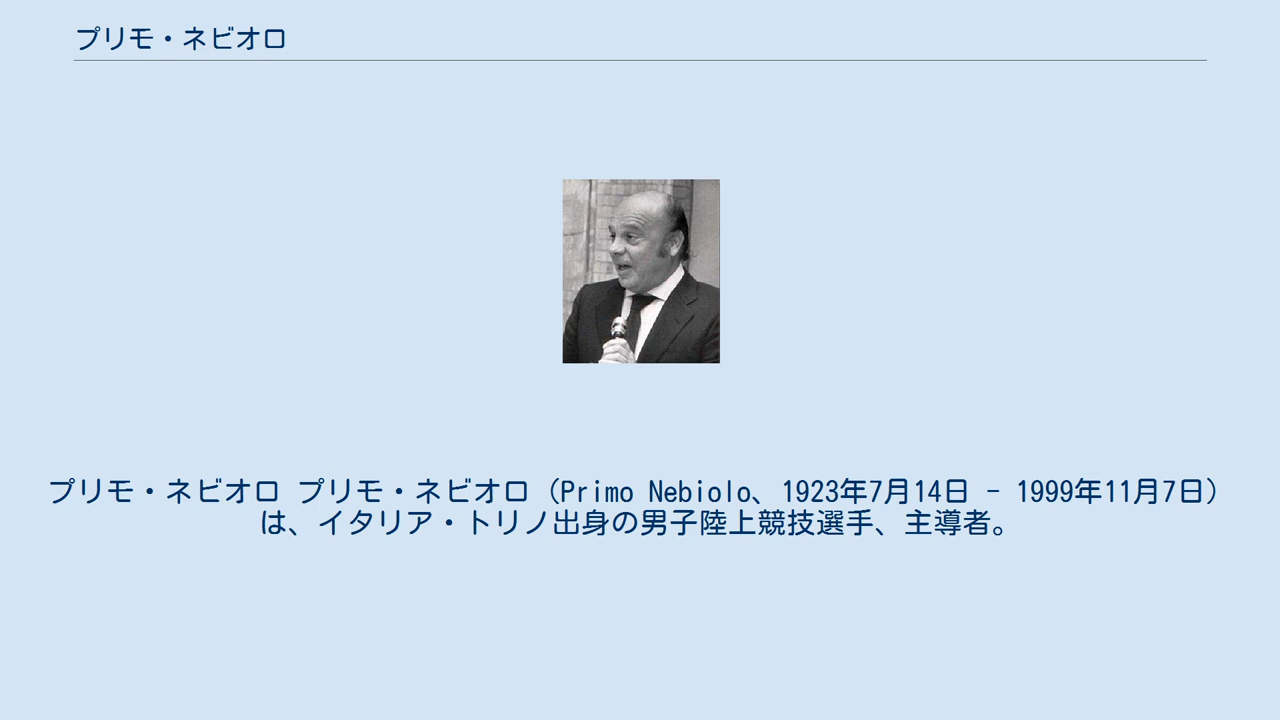 プリモ・ネビオロ
プリモ・ネビオロ プリモ・ネビオロ（Primo Nebiolo、1923年7月14日 - 1999年11月7日）
は、イタリア・トリノ出身の男子陸上競技選手、主導者。